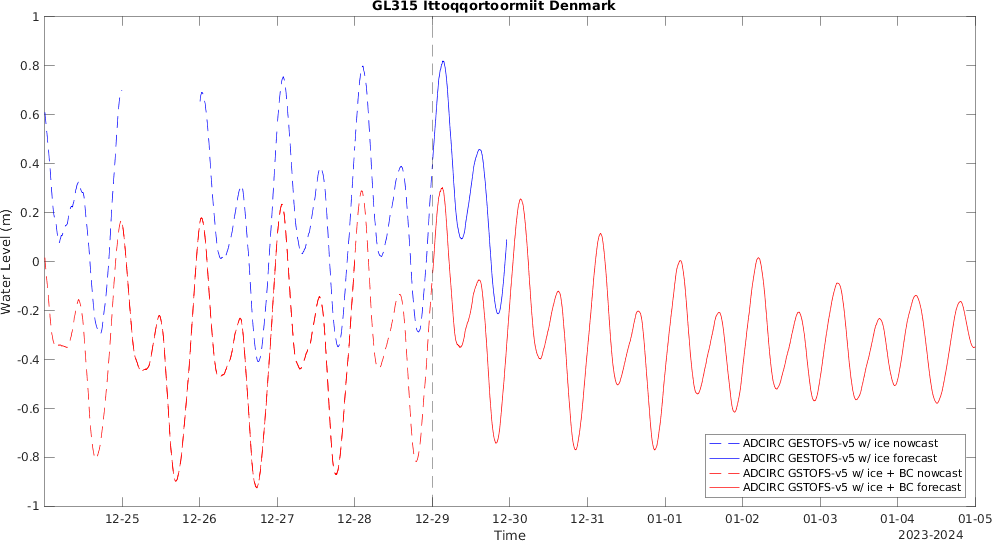 GL315 Ittoqqortoormiit Denmark
1
0.8
0.6
0.4
0.2
0
-0.2
-0.4
-0.6
-0.8
-1
Water Level (m)
12-25 12-26 12-27 12-28 12-29 12-30 12-31 01-01 01-02 01-03 01-04 01-05
Time
2023-2024
ADCIRC GESTOFS-v5 w/ ice nowcast
ADCIRC GESTOFS-v5 w/ ice forecast
ADCIRC GSTOFS-v5 w/ ice + BC nowcast
ADCIRC GSTOFS-v5 w/ ice + BC forecast